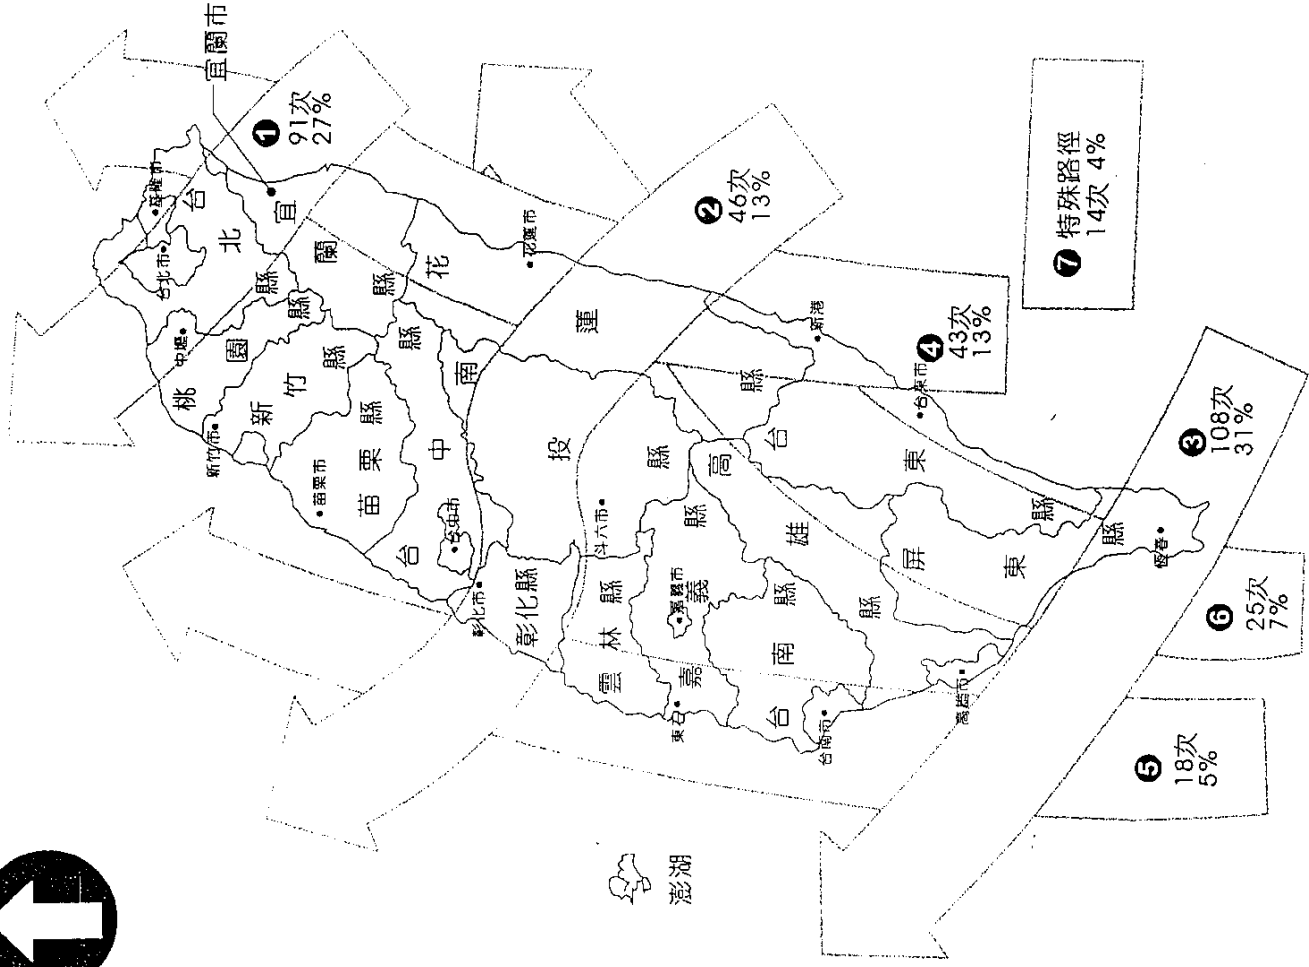 宜蘭市
❶
91次
27%
❷
46次
13%
❹
43次
13%
❸
108次
31%
❻
25次
7%
❺
18次
5%
❼ 特殊路徑
14次 4%
基隆市
台北市
台北縣
中壢
桃園縣
新竹市
新竹縣
苗栗市
苗栗縣
宜蘭縣
台中市
台中縣
花蓮市
花蓮縣
南投縣
彰化市
彰化縣
斗六市
雲林縣
嘉義市
嘉義縣
東石
台南市
台南縣
高雄市
高雄縣
屏東縣
恆春
台東市
台東縣
新港
澎湖